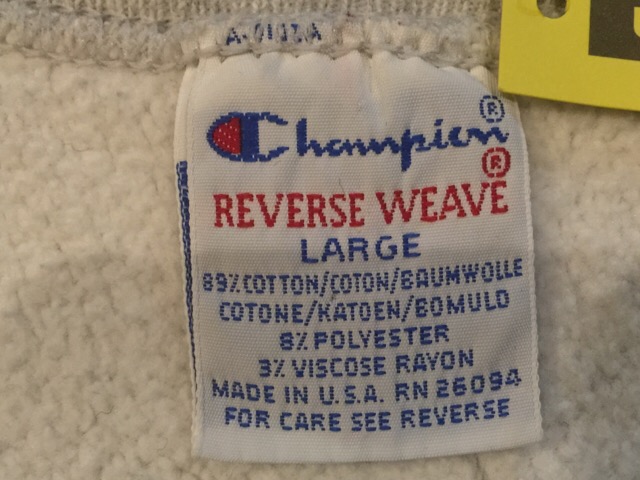 Champion®
®
REVERSE WEAVE
LARGE
89% COTTON/COTON/BAUMWOLLE
COTONE/KATOEN/BOMULD
8% POLYESTER
3% VISCOSE RAYON
MADE IN U.S.A. RN 26094
FOR CARE SEE REVERSE